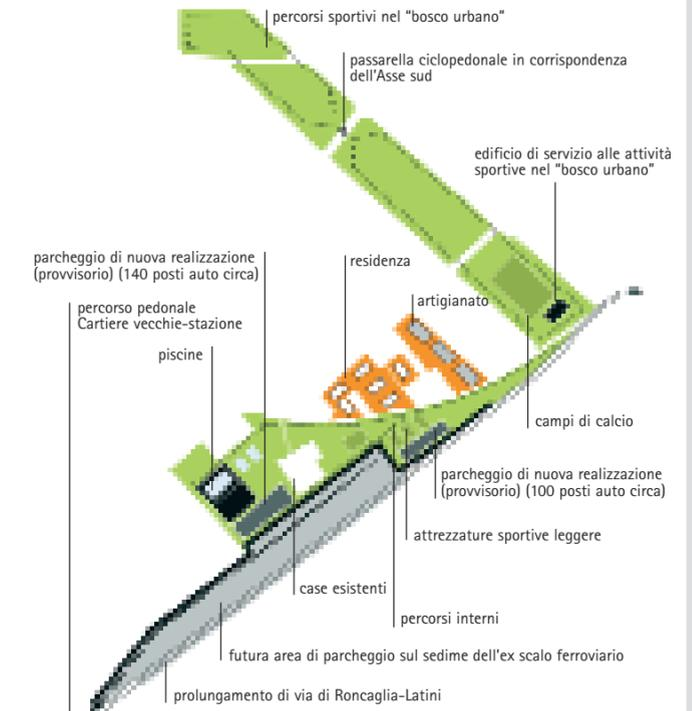 percorsi sportivi nel “bosco urbano”
passarella ciclopedonale in corrispondenza
dell’Asse sud
edificio di servizio alle attività
sportive nel “bosco urbano”
parcheggio di nuova realizzazione
(provvisorio) (140 posti auto circa)
residenza
artigianato
percorso pedonale
Cartiere vecchie-stazione
piscine
campi di calcio
parcheggio di nuova realizzazione
(provvisorio) (100 posti auto circa)
attrezzature sportive leggere
case esistenti
percorsi interni
futura area di parcheggio sul sedime dell’ex scalo ferroviario
prolungamento di via di Roncaglia-Latini